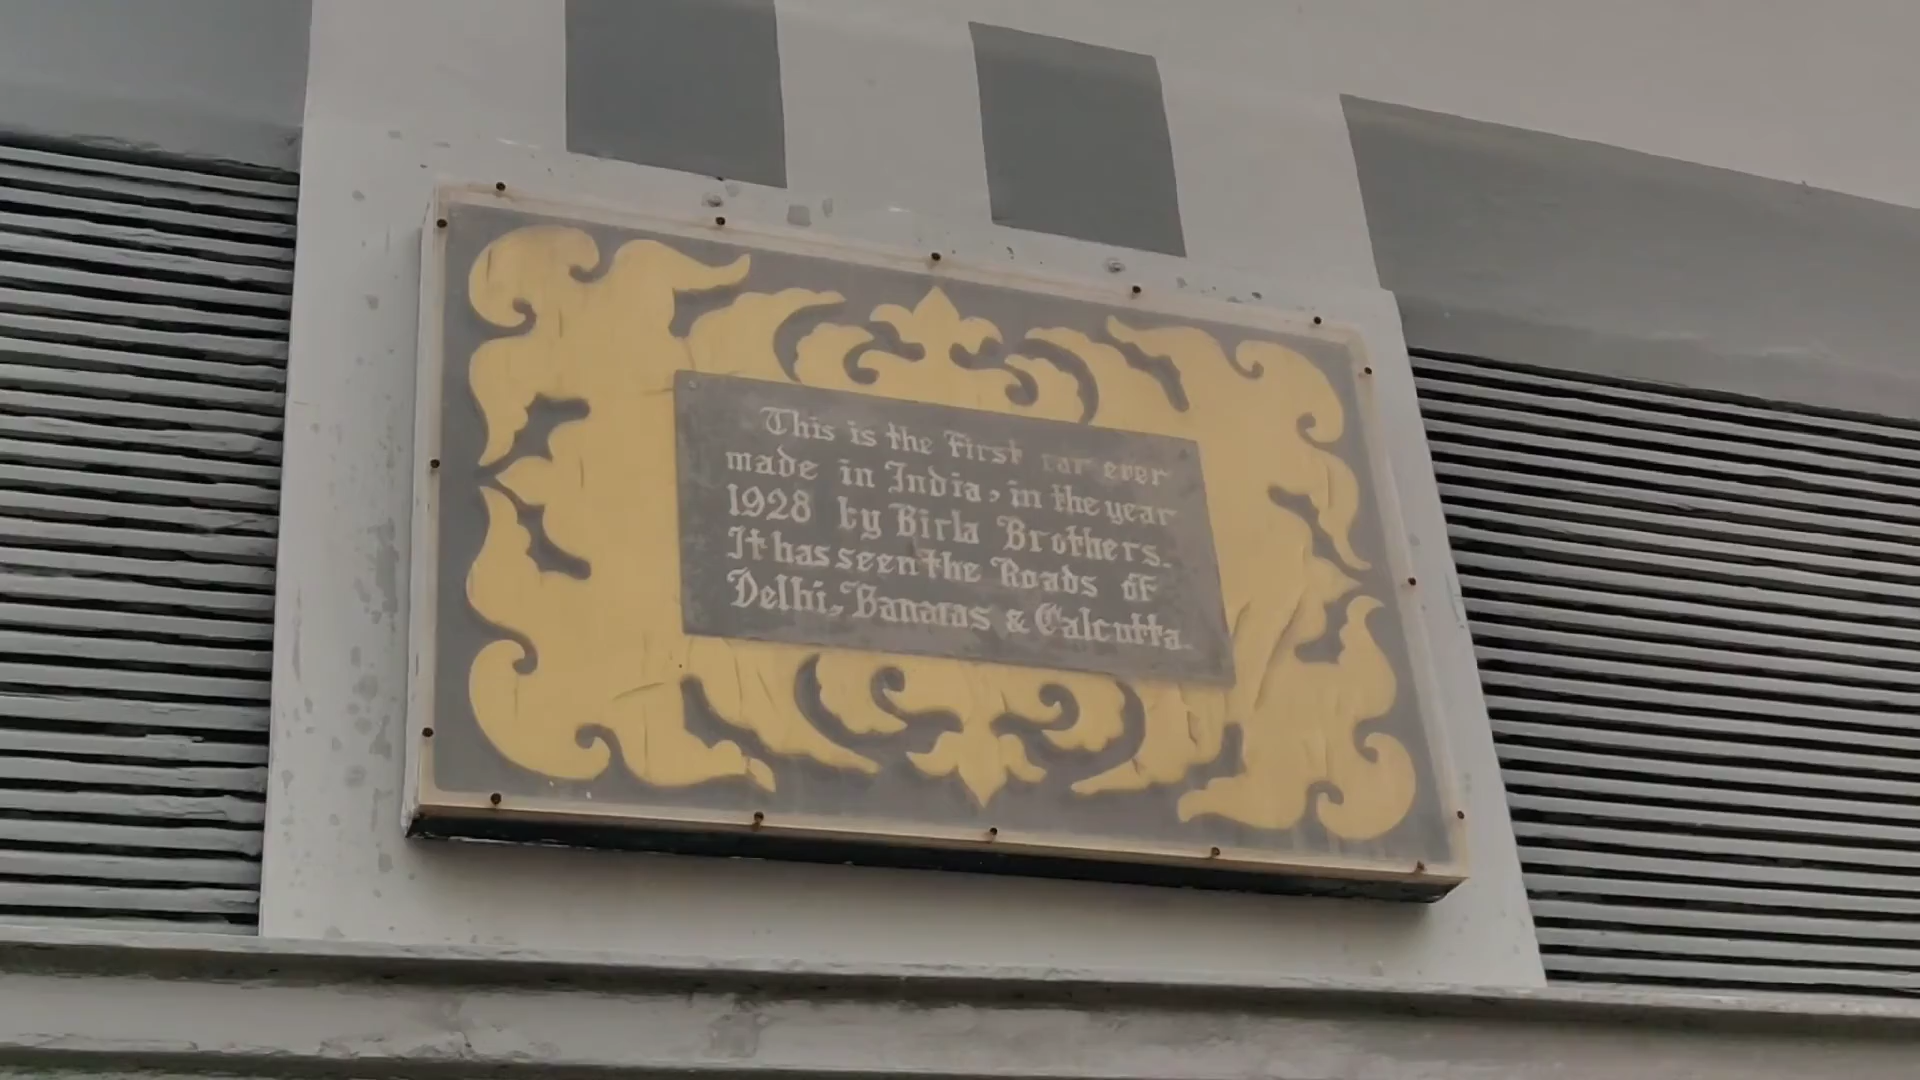 This is the first car ever
made in India, in the year
1928 by Birla Brothers.
It has seen the Roads of
Delhi, Banaras & Calcutta.